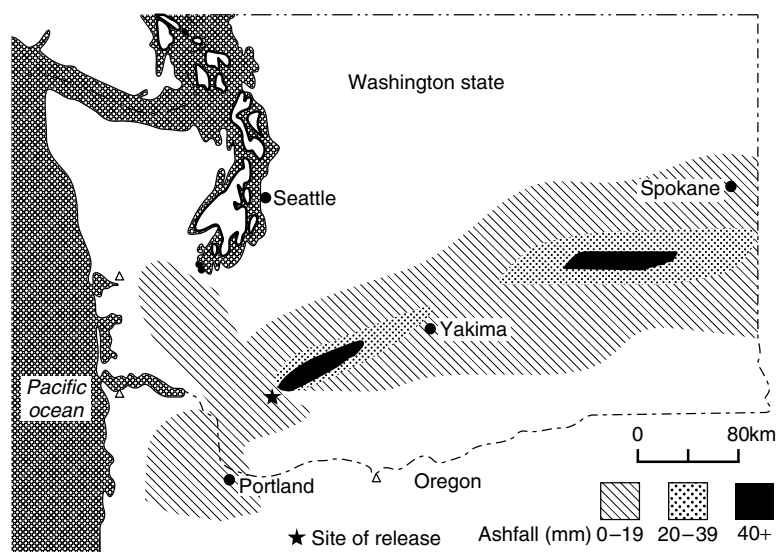 Washington state
Spokane
Seattle
Yakima
Pacific
ocean
0 80km
Portland
Oregon
★ Site of release
Ashfall (mm) 0–19 20–39 40+